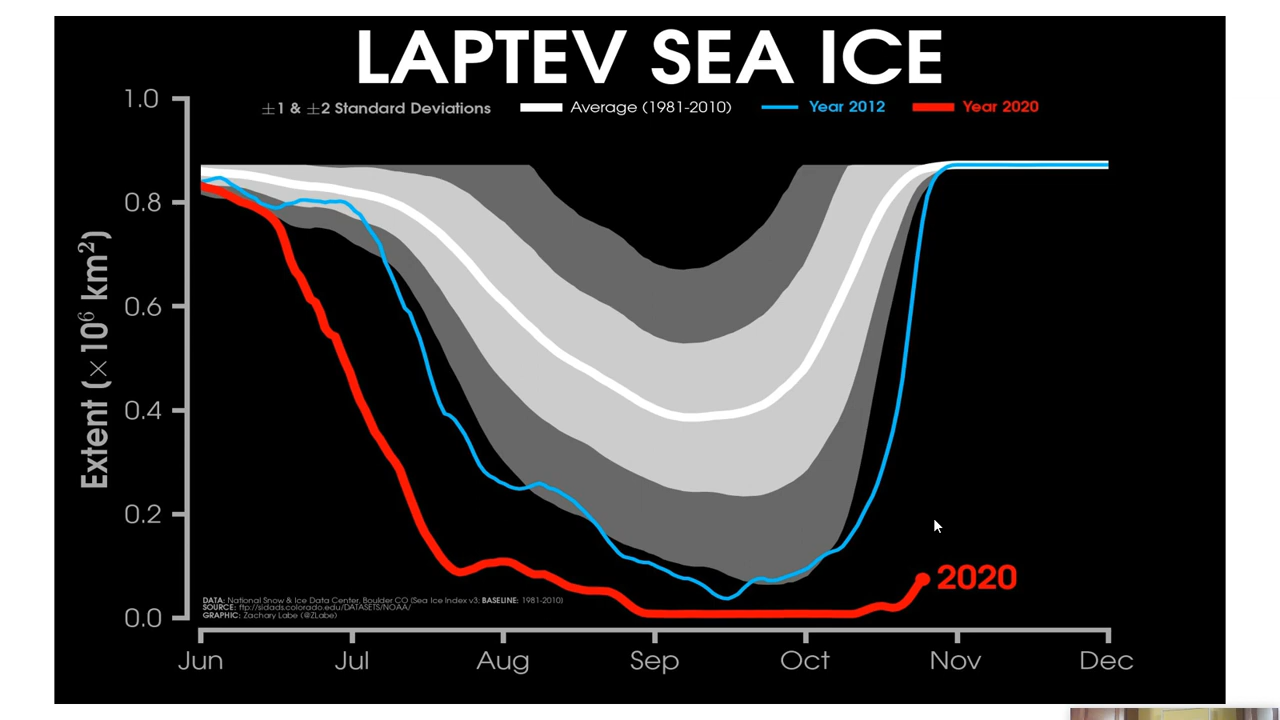 LAPTEV SEA ICE
1.0
±1 & ±2 Standard Deviations Average (1981-2010) Year 2012 Year 2020
0.8
0.6
0.4
0.2
0.0
Extent (× 10⁶ km²)
2020
DATA: National Snow & Ice Data Center, Boulder CO (Sea Ice Index v3; BASELINE: 1981-2010)
SOURCE: ftp://sidads.colorado.edu/DATASETS/NOAA/
GRAPHIC: Zachary Labe (@ZLabe)
Jun Jul Aug Sep Oct Nov Dec